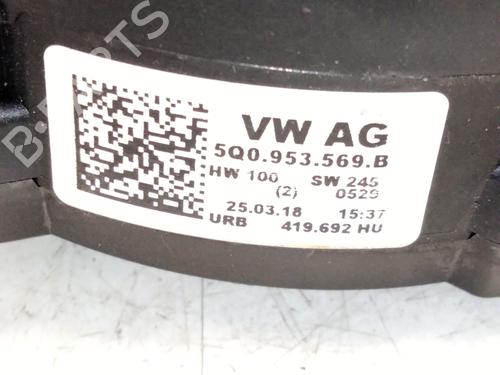 B-PARTS
VW AG
5Q0.953.569.B
HW 100 SW 245
(2) 0529
25.03.18 15:37
URB 419.692 HU